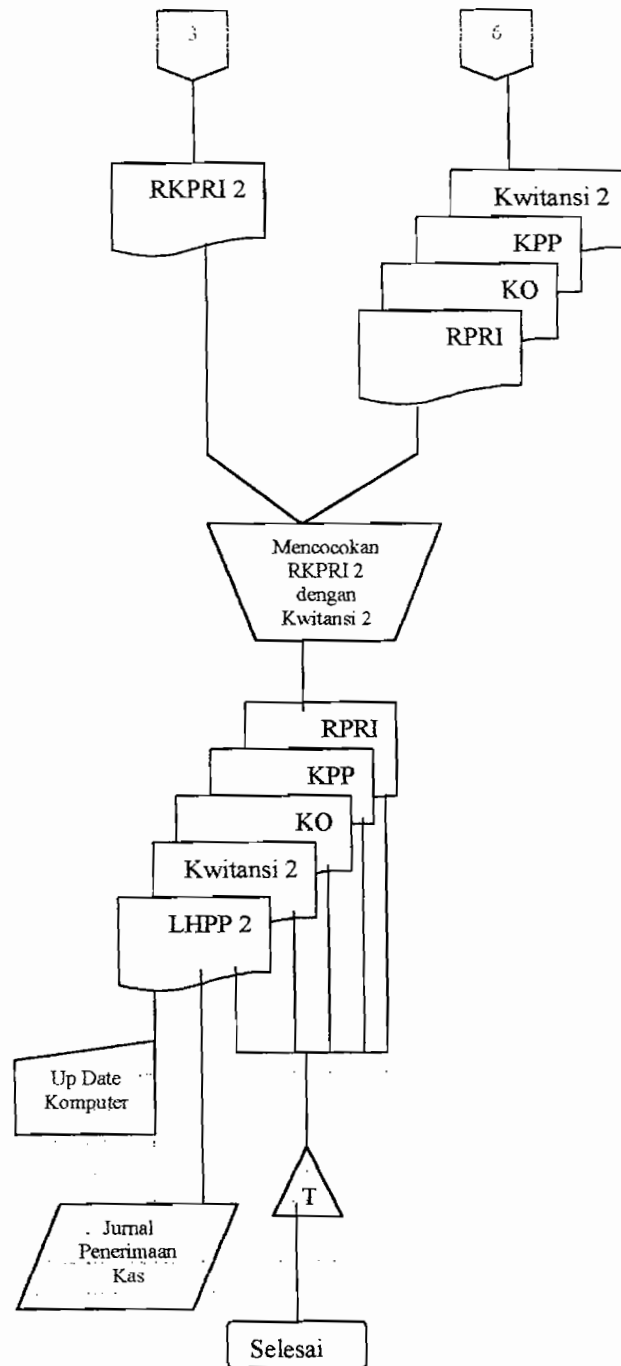 3
6
RKPRI 2
Kwitansi 2
KPP
KO
RPRI
Mencocokan
RKPRI 2
dengan
Kwitansi 2
RPRI
KPP
KO
Kwitansi 2
LHPP 2
Up Date
Komputer
T
Jurnal
Penerimaan
Kas
Selesai